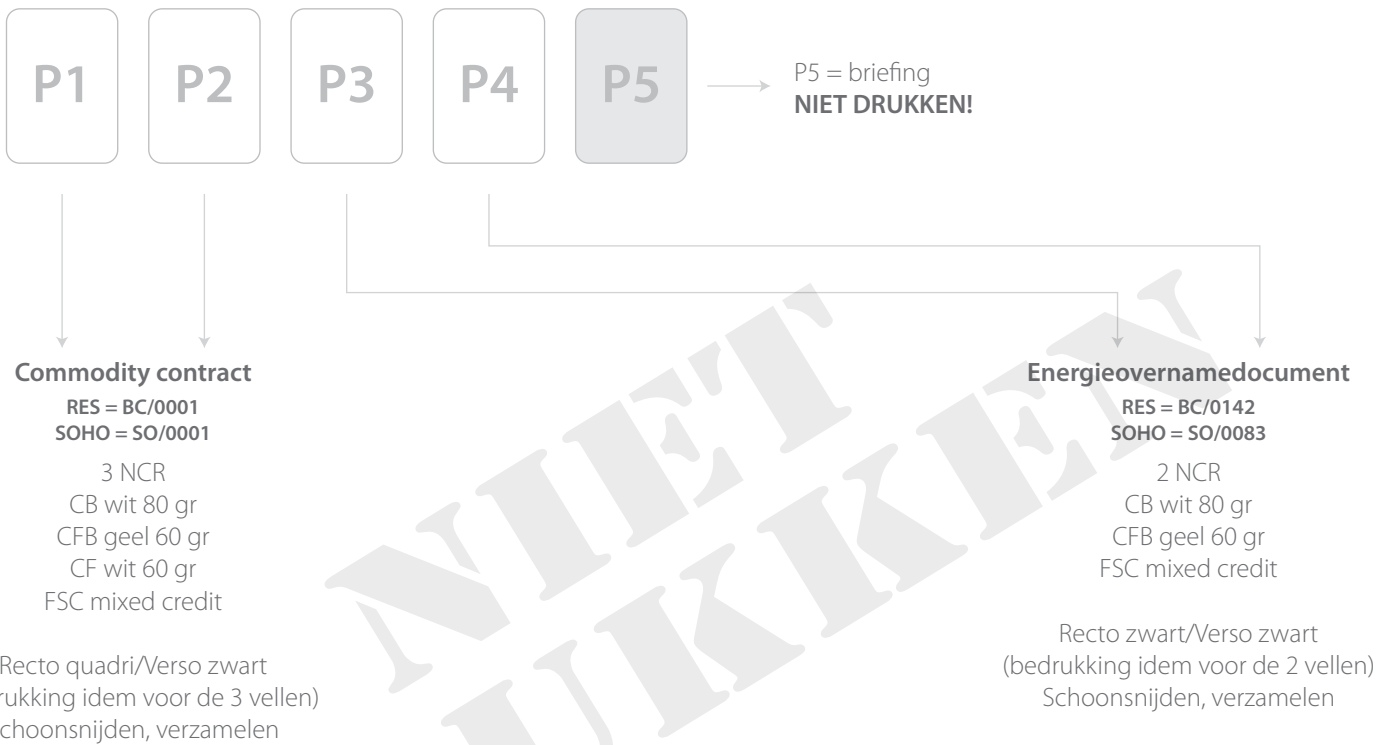 P1
P2
P3
P4
P5
P5 = briefing
NIET DRUKKEN!
Commodity contract
RES = BC/0001
SOHO = SO/0001
3 NCR
CB wit 80 gr
CFB geel 60 gr
CF wit 60 gr
FSC mixed credit
Recto quadri/Verso zwart
rukking idem voor de 3 vellen)
choonsnijden, verzamelen
Energieovernamedocument
RES = BC/0142
SOHO = SO/0083
2 NCR
CB wit 80 gr
CFB geel 60 gr
FSC mixed credit
Recto zwart/Verso zwart
(bedrukking idem voor de 2 vellen)
Schoonsnijden, verzamelen
NIET
UKKEN